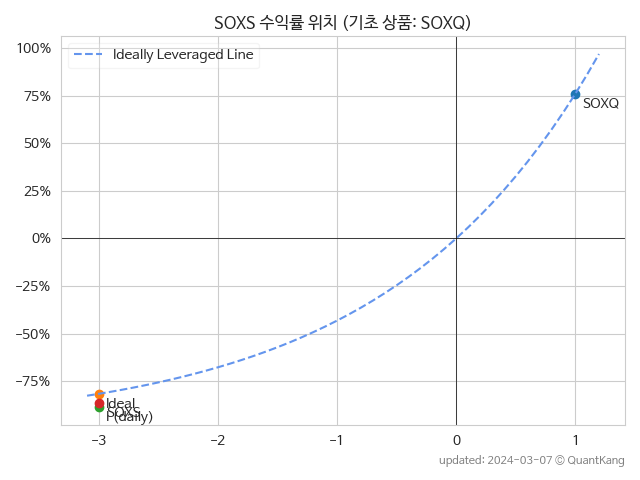 SOXS 수익률 위치 (기초 상품: SOXQ)
Ideally Leveraged Line
100%
75%
50%
25%
0%
−25%
−50%
−75%
SOXQ
Ideal
SOXS
P(daily)
−3
−2
−1
0
1
updated: 2024-03-07 © QuantKang